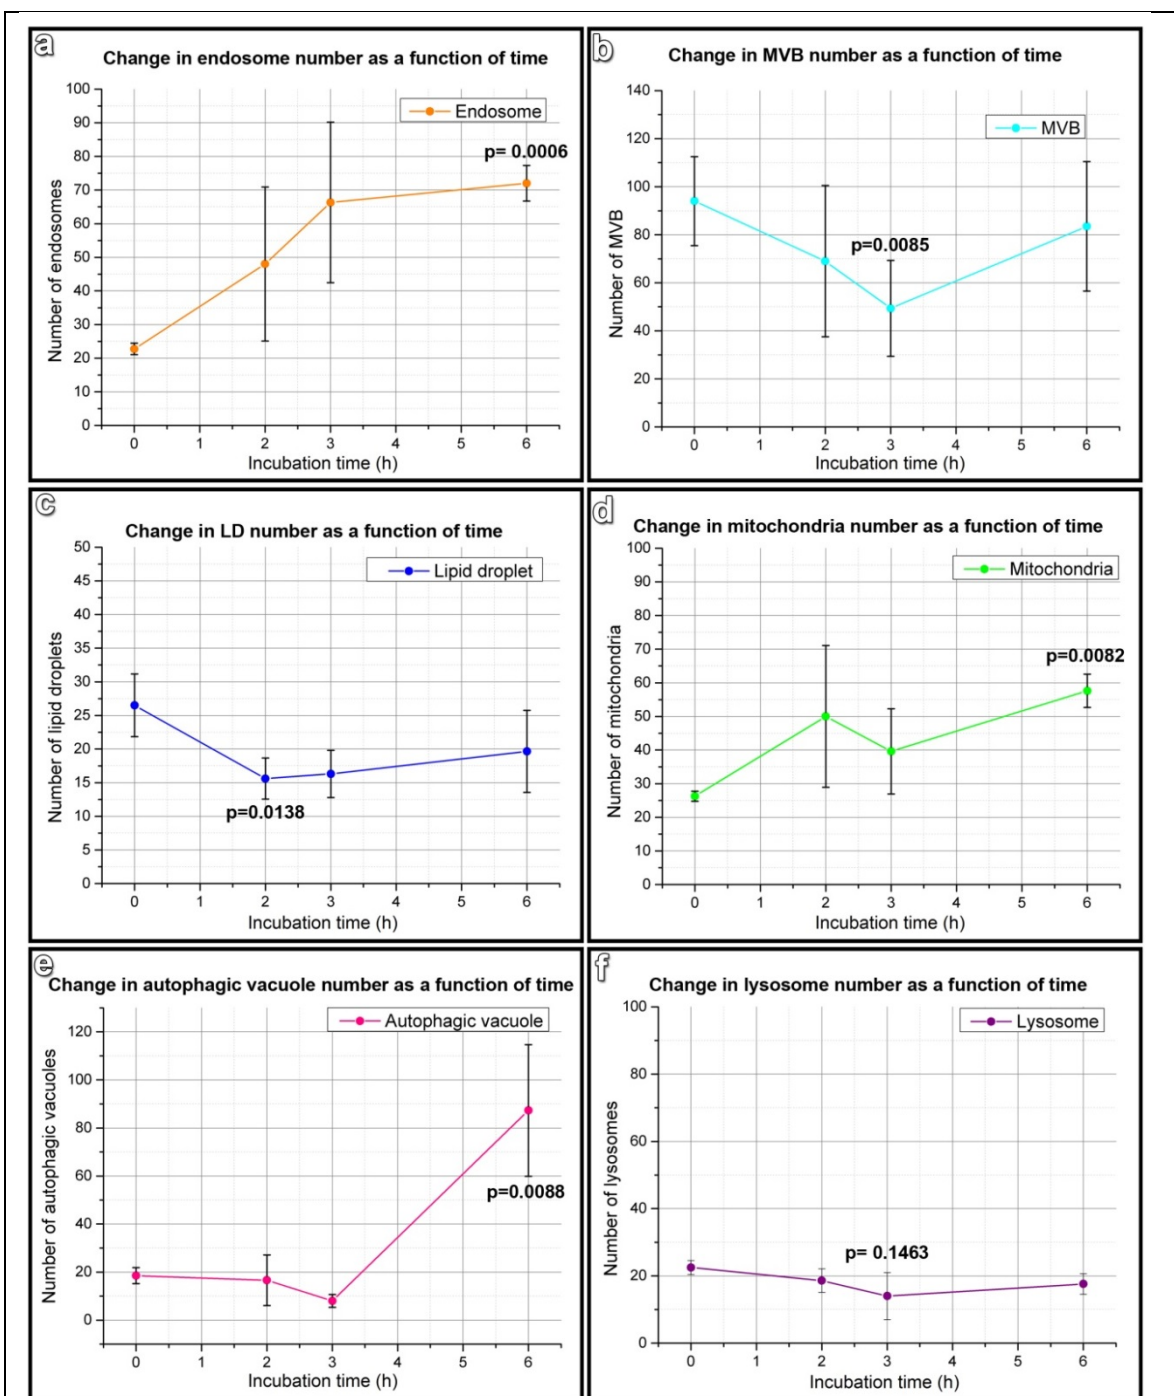 a
Change in endosome number as a function of time
Endosome
p= 0.0006
Number of endosomes
100
90
80
70
60
50
40
30
20
10
0
0 1 2 3 4 5 6
Incubation time (h)
b
Change in MVB number as a function of time
MVB
p=0.0085
Number of MVB
140
120
100
80
60
40
20
0
0 1 2 3 4 5 6
Incubation time (h)
c
Change in LD number as a function of time
Lipid droplet
p=0.0138
Number of lipid droplets
50
45
40
35
30
25
20
15
10
5
0
0 1 2 3 4 5 6
Incubation time (h)
d
Change in mitochondria number as a function of time
Mitochondria
p=0.0082
Number of mitochondria
100
90
80
70
60
50
40
30
20
10
0
0 1 2 3 4 5 6
Incubation time (h)
e
Change in autophagic vacuole number as a function of time
Autophagic vacuole
p=0.0088
Number of autophagic vacuoles
120
100
80
60
40
20
0
0 1 2 3 4 5 6
Incubation time (h)
f
Change in lysosome number as a function of time
Lysosome
p= 0.1463
Number of lysosomes
100
80
60
40
20
0
0 1 2 3 4 5 6
Incubation time (h)